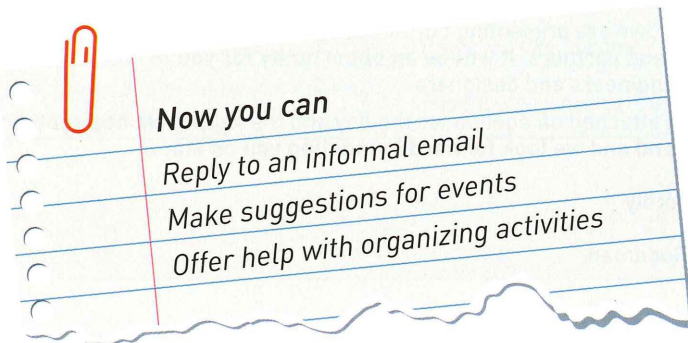 Now you can
Reply to an informal email
Make suggestions for events
Offer help with organizing activities